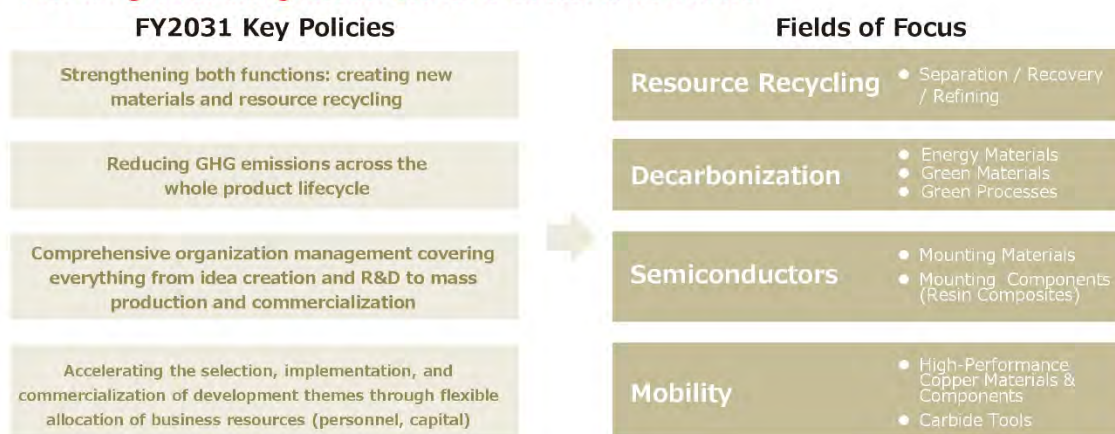 FY2031 Key Policies
Strengthening both functions: creating new
materials and resource recycling
Reducing GHG emissions across the
whole product lifecycle
Comprehensive organization management covering
everything from idea creation and R&D to mass
production and commercialization
Accelerating the selection, implementation, and
commercialization of development themes through flexible
allocation of business resources (personnel, capital)
Fields of Focus
Resource Recycling
● Separation / Recovery
/ Refining
Decarbonization
● Energy Materials
● Green Materials
● Green Processes
Semiconductors
● Mounting Materials
● Mounting Components
(Resin Composites)
Mobility
● High-Performance
Copper Materials &
Components
● Carbide Tools